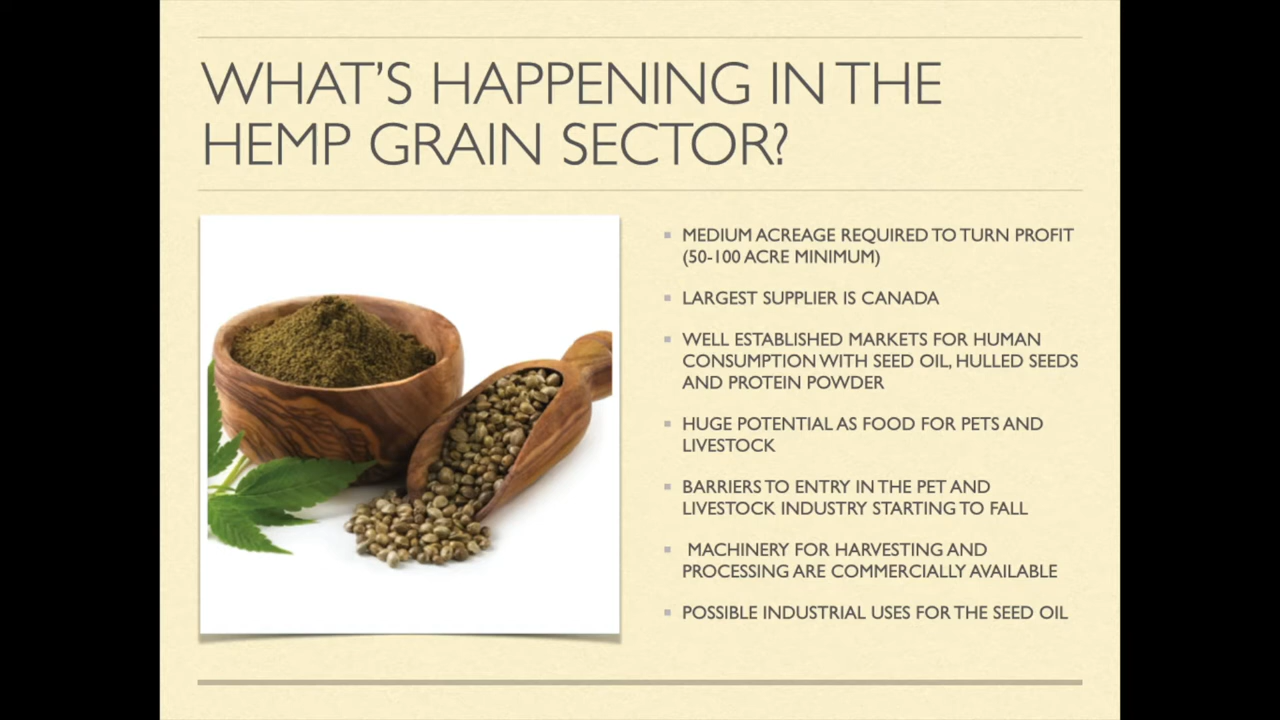 WHAT'S HAPPENING IN THE
HEMP GRAIN SECTOR?
MEDIUM ACREAGE REQUIRED TO TURN PROFIT
(50-100 ACRE MINIMUM)
LARGEST SUPPLIER IS CANADA
WELL ESTABLISHED MARKETS FOR HUMAN
CONSUMPTION WITH SEED OIL, HULLED SEEDS
AND PROTEIN POWDER
HUGE POTENTIAL AS FOOD FOR PETS AND
LIVESTOCK
BARRIERS TO ENTRY IN THE PET AND
LIVESTOCK INDUSTRY STARTING TO FALL
MACHINERY FOR HARVESTING AND
PROCESSING ARE COMMERCIALLY AVAILABLE
POSSIBLE INDUSTRIAL USES FOR THE SEED OIL